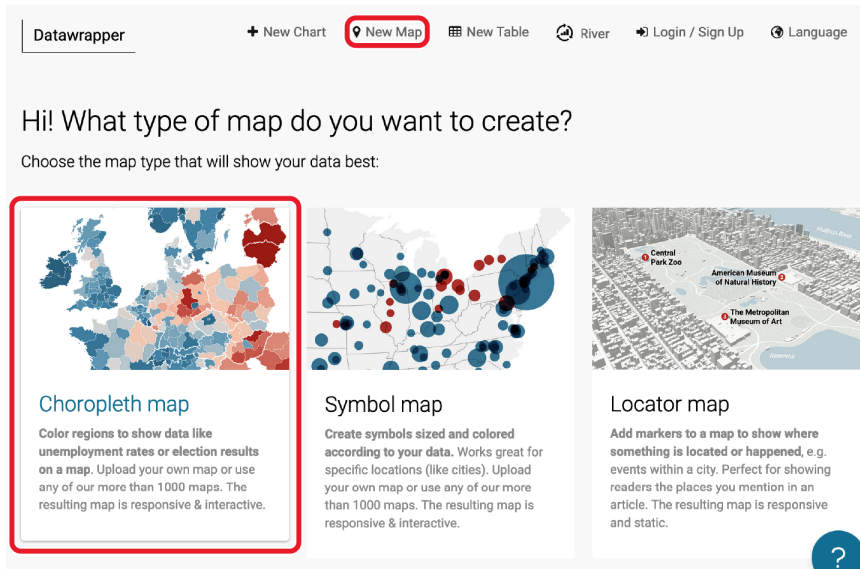 Datawrapper
New Chart
New Map
New Table
River
Login / Sign Up
Language
Hi! What type of map do you want to create?
Choose the map type that will show your data best:
Hudson River
1 Central
Park Zoo
American Museum
of Natural History 2
3 The Metropolitan
Museum of Art
Reservoir
Choropleth map
Color regions to show data like
unemployment rates or election results
on a map. Upload your own map or use
any of our more than 1000 maps. The
resulting map is responsive & interactive.
Symbol map
Create symbols sized and colored
according to your data. Works great for
specific locations (like cities). Upload
your own map or use any of our more
than 1000 maps. The resulting map is
responsive & interactive.
Locator map
Add markers to a map to show where
something is located or happened, e.g.
events within a city. Perfect for showing
readers the places you mention in an
article. The resulting map is responsive
and static.
?